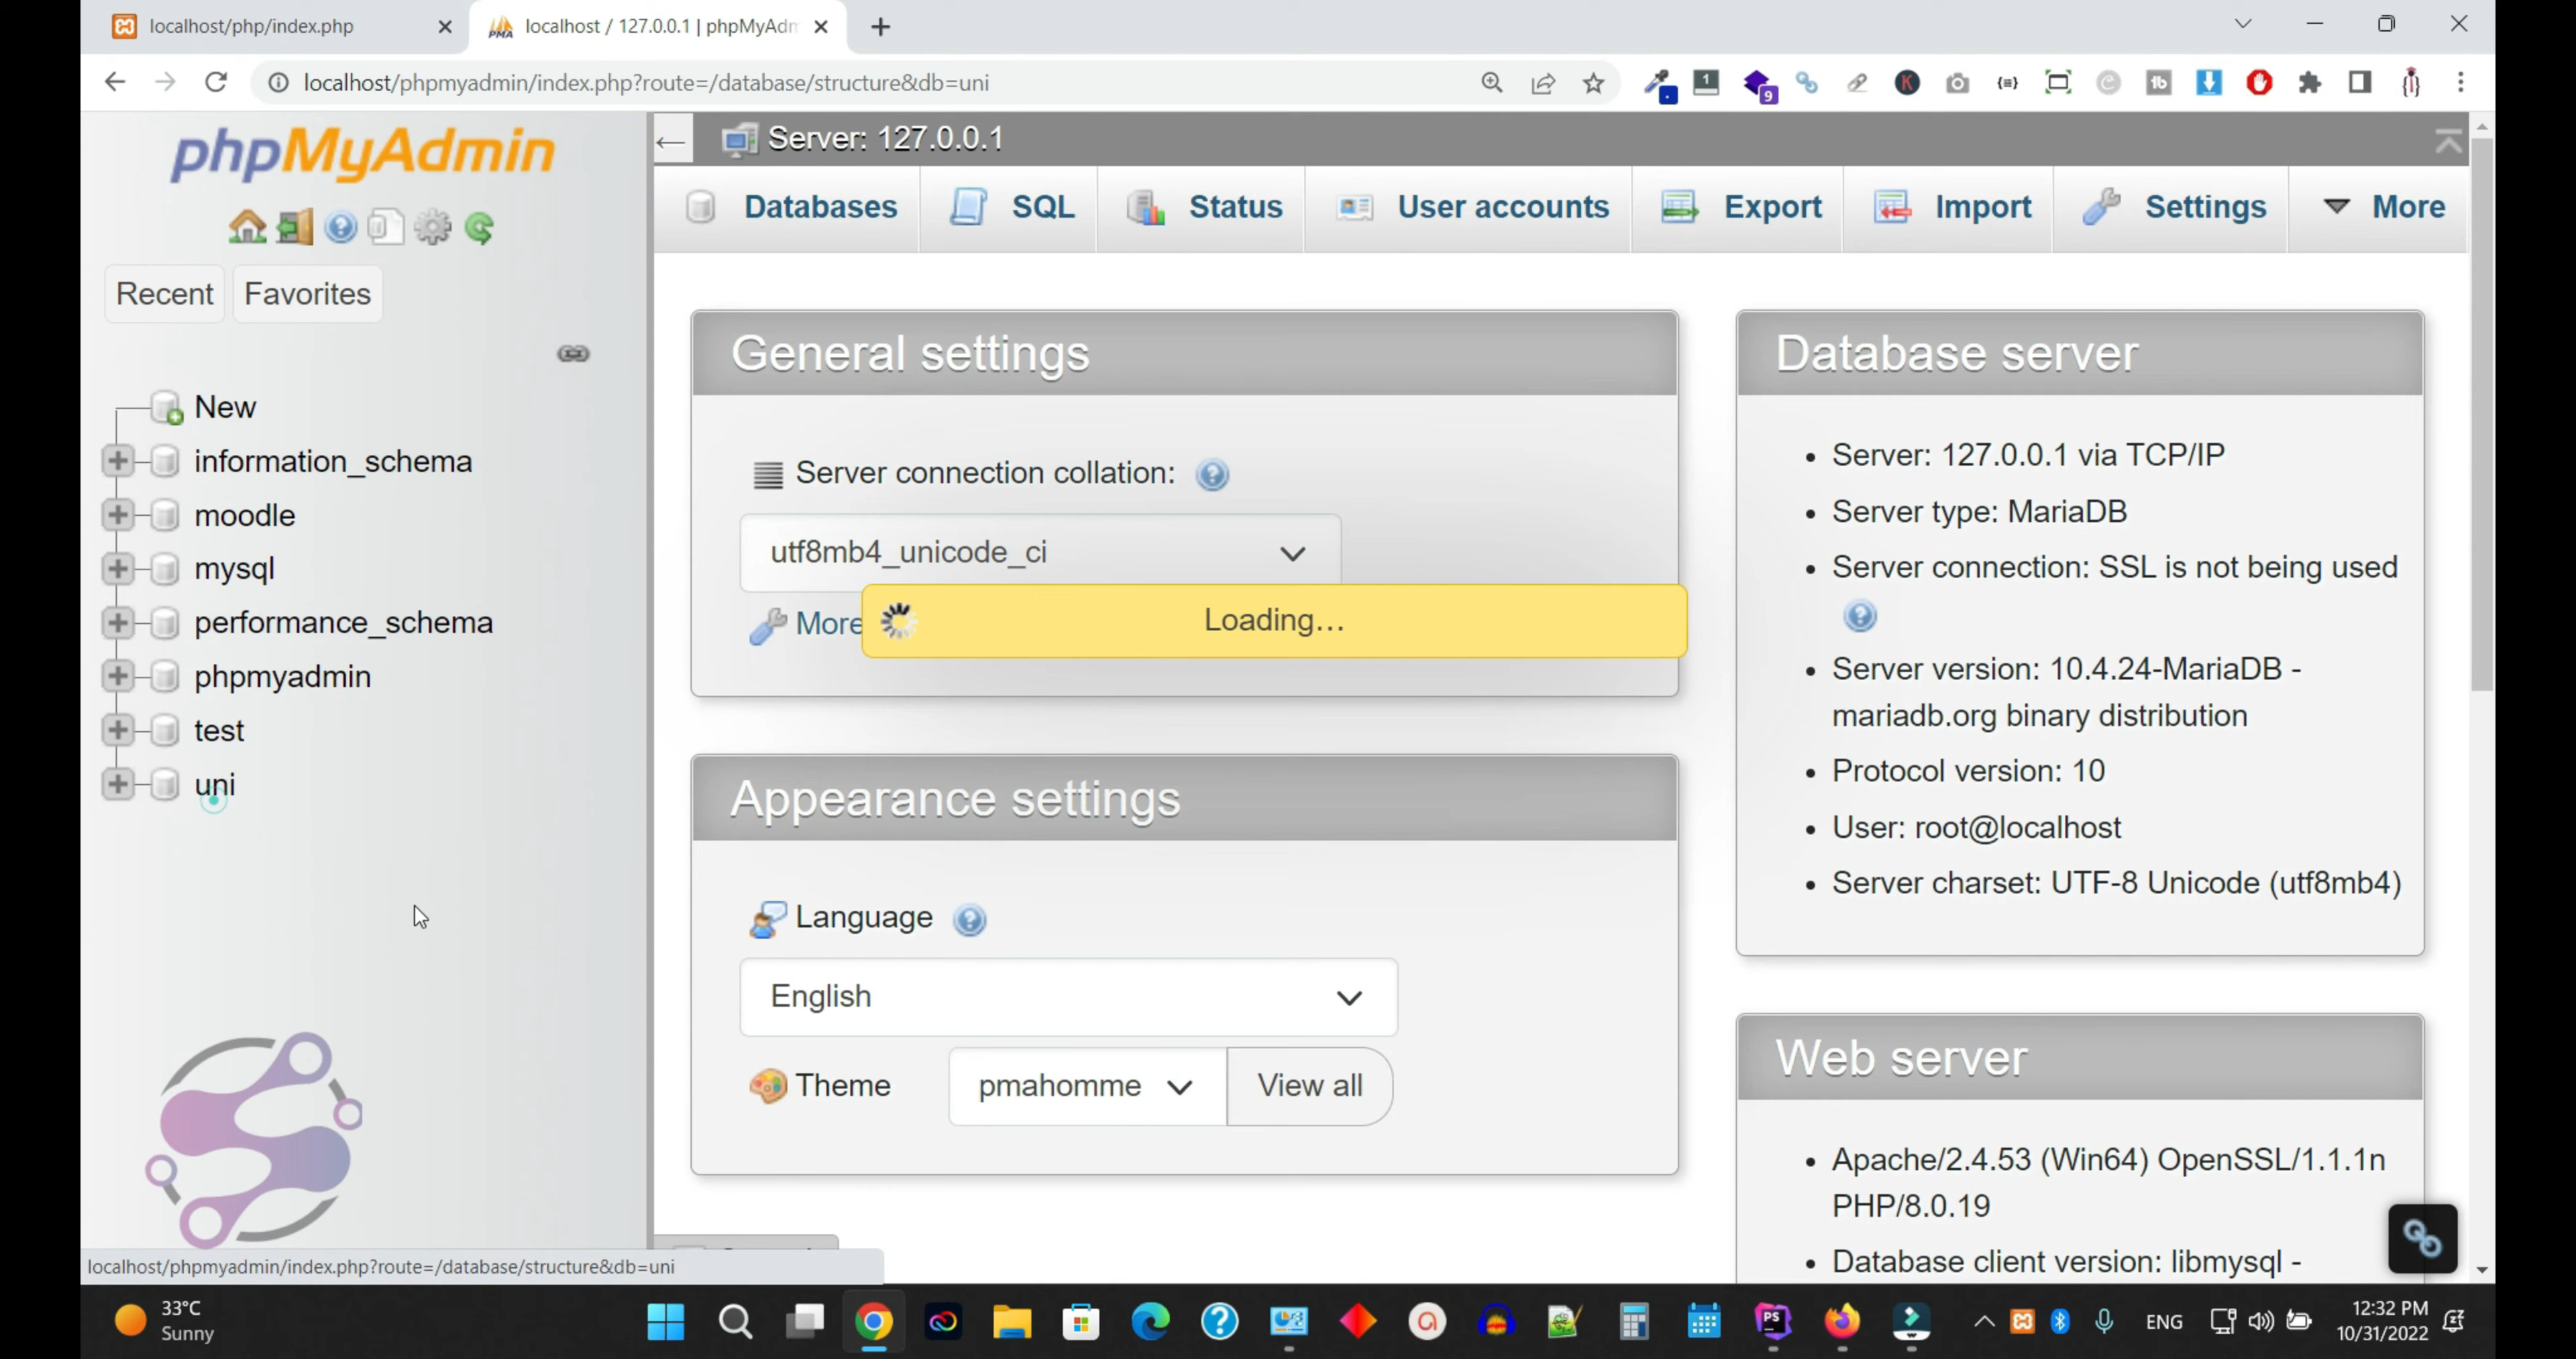 localhost/php/index.php
localhost / 127.0.0.1 | phpMyAdm
localhost/phpmyadmin/index.php?route=/database/structure&db=uni
phpMyAdmin
Server: 127.0.0.1
Databases
SQL
Status
User accounts
Export
Import
Settings
More
Recent
Favorites
New
information_schema
moodle
mysql
performance_schema
phpmyadmin
test
uni
General settings
Server connection collation:
utf8mb4_unicode_ci
More
Loading…
Appearance settings
Language
English
Theme
pmahomme
View all
Database server
Server: 127.0.0.1 via TCP/IP
Server type: MariaDB
Server connection: SSL is not being used
Server version: 10.4.24-MariaDB -
mariadb.org binary distribution
Protocol version: 10
User: root@localhost
Server charset: UTF-8 Unicode (utf8mb4)
Web server
Apache/2.4.53 (Win64) OpenSSL/1.1.1n
PHP/8.0.19
Database client version: libmysql -
localhost/phpmyadmin/index.php?route=/database/structure&db=uni
33°C
Sunny
ENG
12:32 PM
10/31/2022